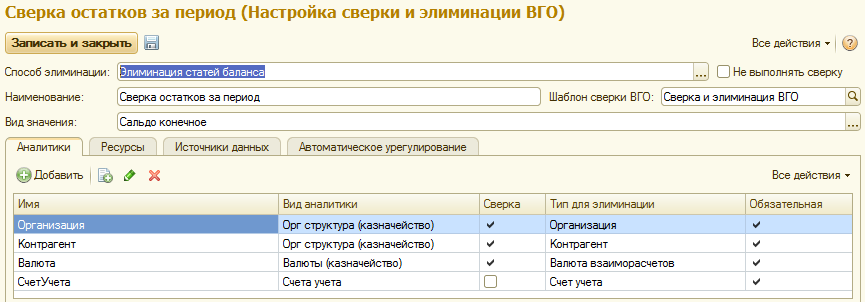 Сверка остатков за период (Настройка сверки и элиминации ВГО)
Записать и закрыть Все действия ?
Способ элиминации: Элиминация статей баланса ... Не выполнять сверку
Наименование: Сверка остатков за период Шаблон сверки ВГО: Сверка и элиминация ВГО
Вид значения: Сальдо конечное ...
Аналитики Ресурсы Источники данных Автоматическое урегулирование
Добавить Все действия
Имя Вид аналитики Сверка Тип для элиминации Обязательная
Организация Орг структура (казначейство) Организация
Контрагент Орг структура (казначейство) Контрагент
Валюта Валюты (казначейство) Валюта взаиморасчетов
СчетУчета Счета учета Счет учета